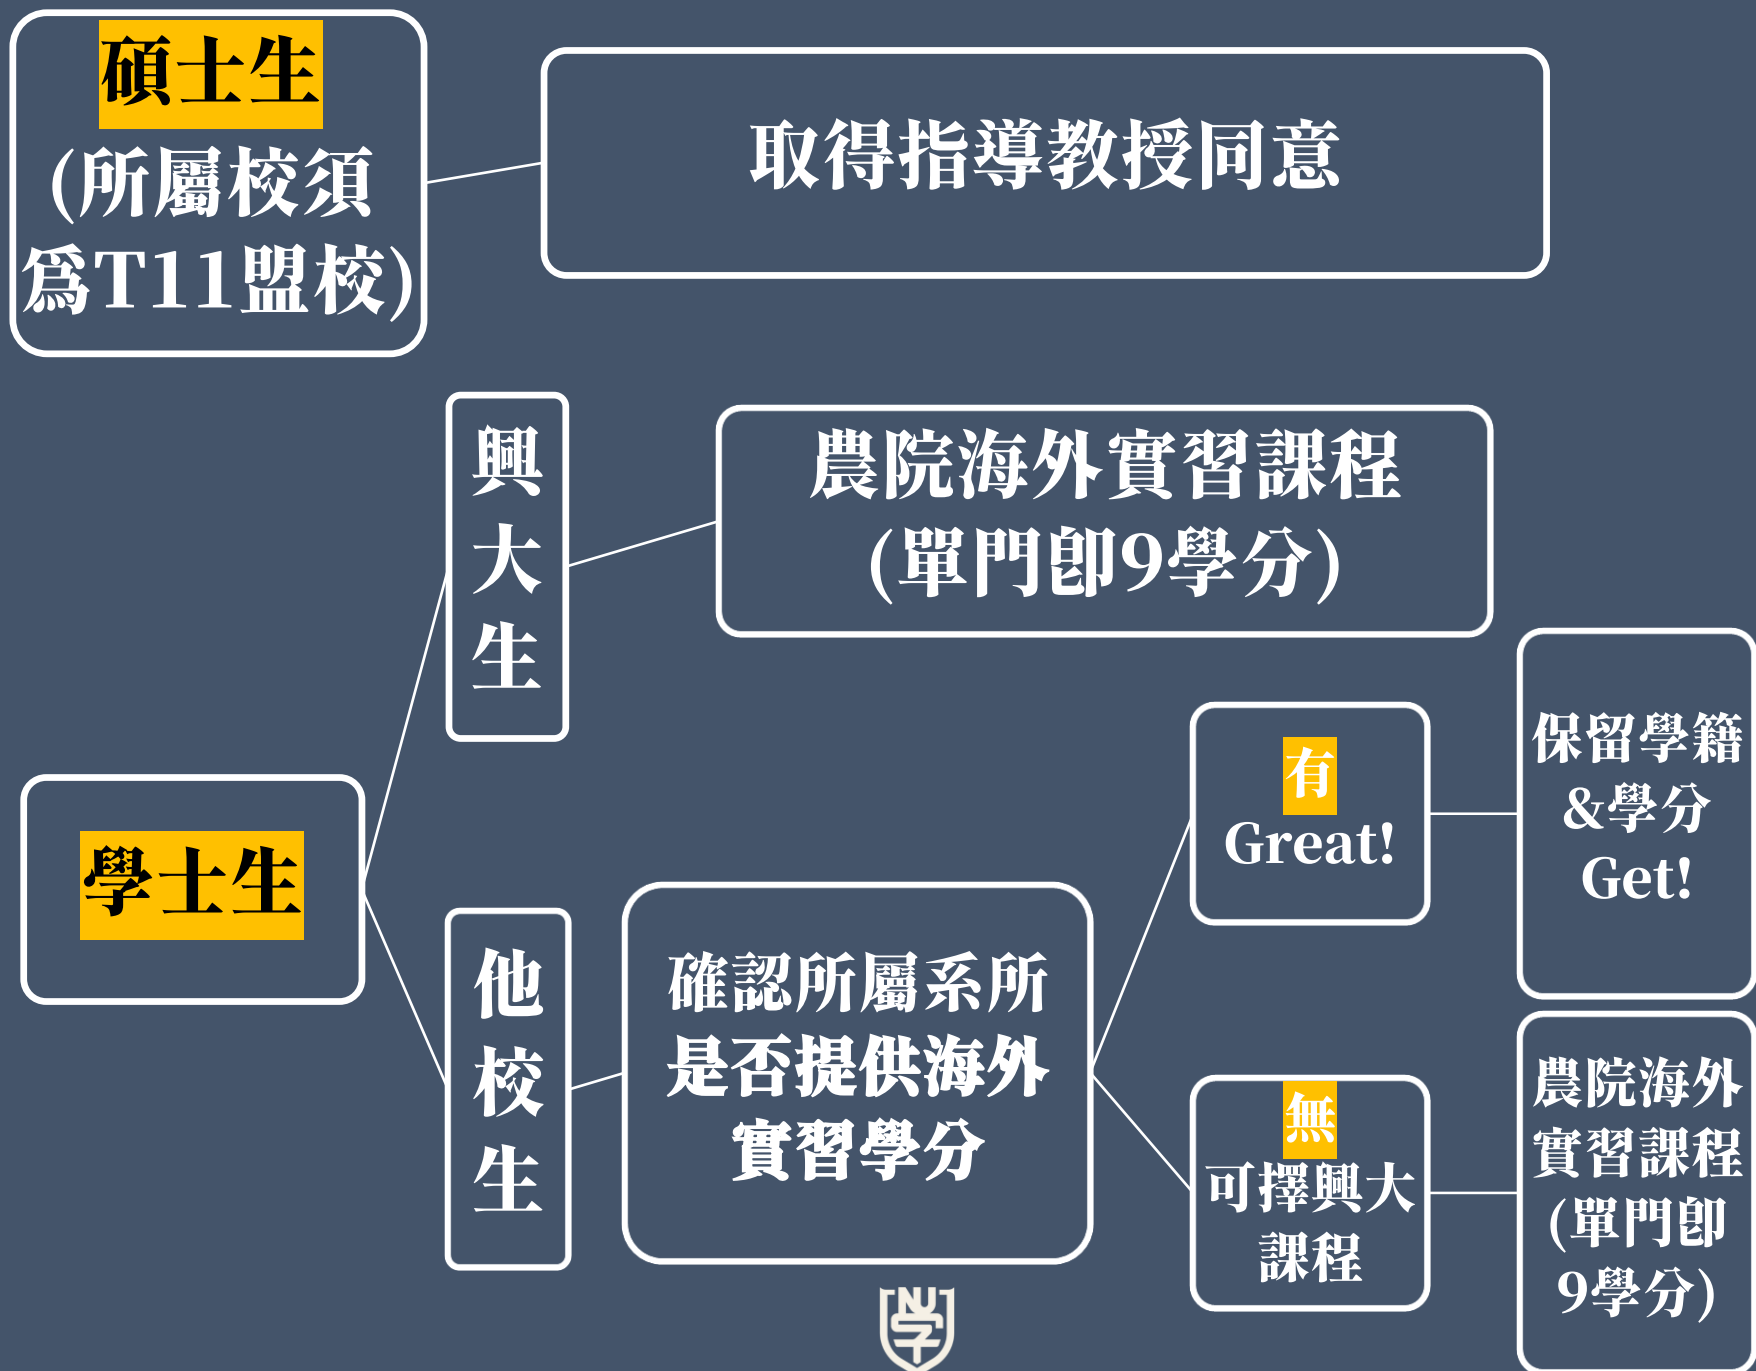 碩士生
(所屬校須
為T11盟校)
取得指導教授同意
興
大
生
農院海外實習課程
(單門即9學分)
學士生
他
校
生
確認所屬系所
是否提供海外
實習學分
有
Great!
保留學籍
&學分
Get!
無
可擇興大
課程
農院海外
實習課程
(單門即
9學分)